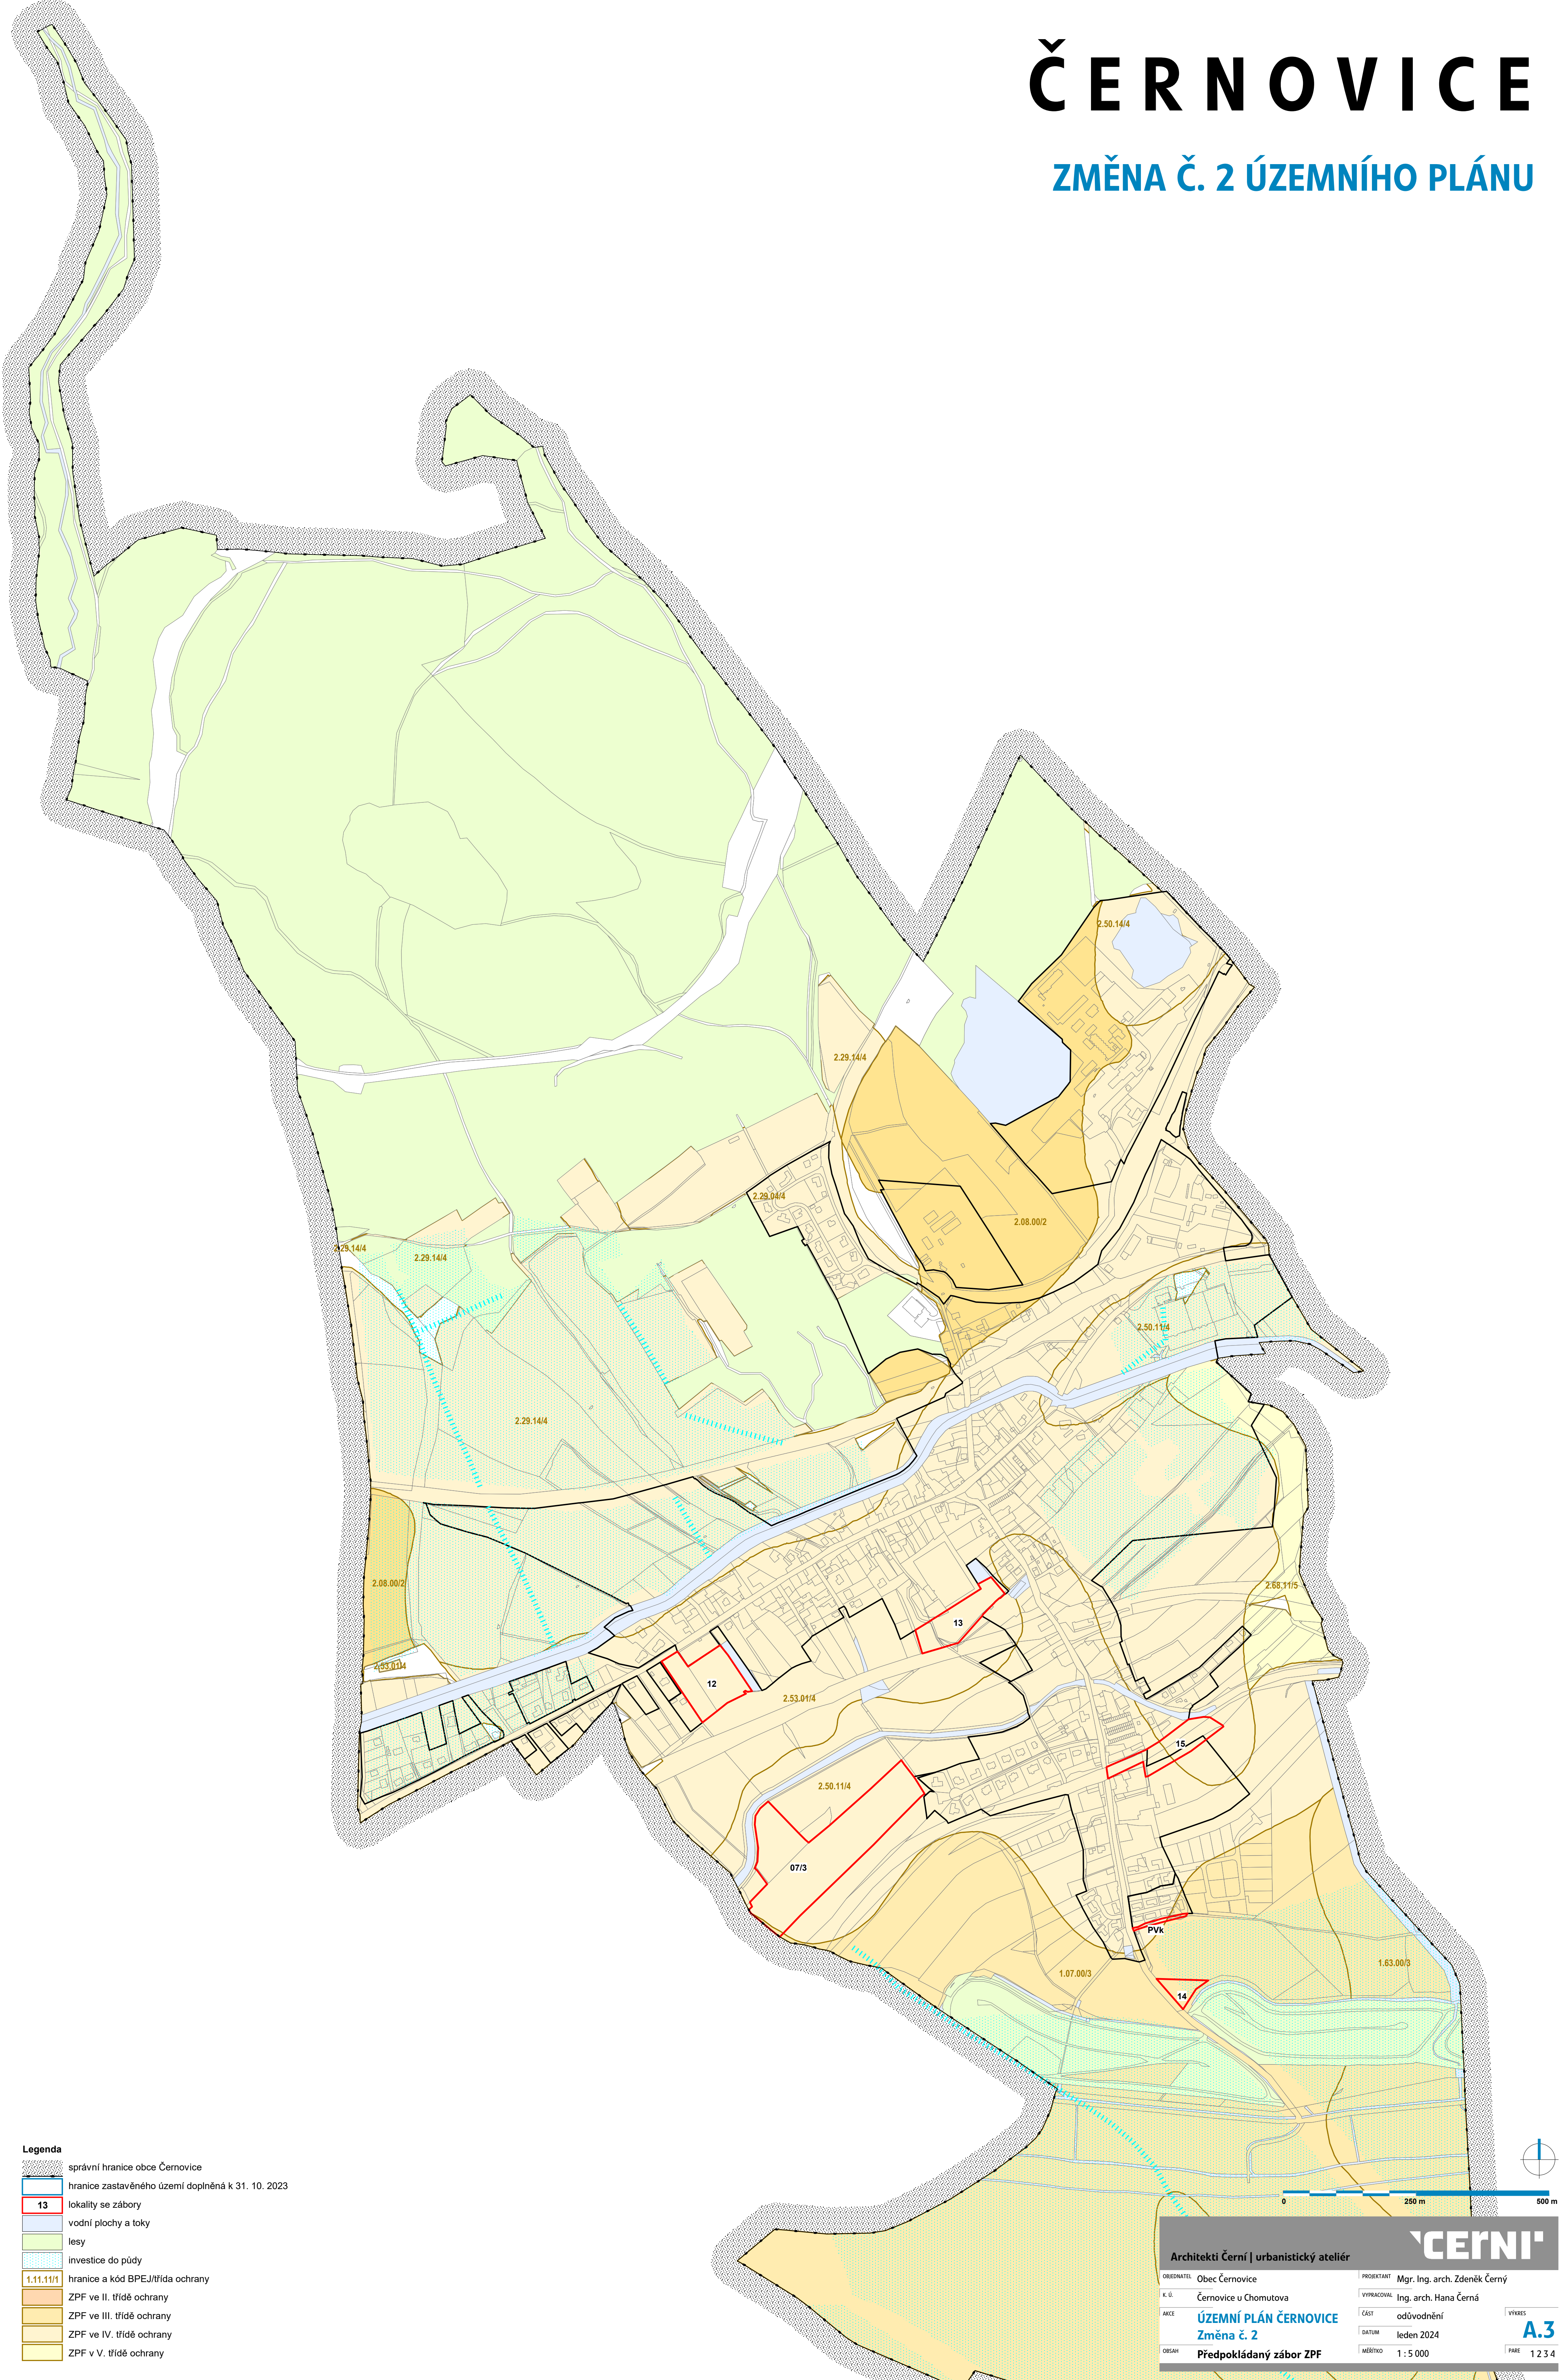 ČERNOVICE
ZMĚNA Č. 2 ÚZEMNÍHO PLÁNU
2.50.14/4
2.29.14/4
2.29.04/4
2.08.00/2
2.29.14/4
2.29.14/4
2.50.11/4
2.29.14/4
2.08.00/2
2.68.11/5
13
2.53.01/4
12
2.53.01/4
15
2.50.11/4
07/3
PVk
1.07.00/3
1.63.00/3
14
Legenda
správní hranice obce Černovice
hranice zastavěného území doplněná k 31. 10. 2023
13 lokality se zábory
vodní plochy a toky
lesy
investice do půdy
1.11.11/1 hranice a kód BPEJ/třída ochrany
ZPF ve II. třídě ochrany
ZPF ve III. třídě ochrany
ZPF ve IV. třídě ochrany
ZPF v V. třídě ochrany
0 250 m 500 m
Architekti Černí | urbanistický ateliér
ČERNÍ
OBJEDNATEL Obec Černovice
PROJEKTANT Mgr. Ing. arch. Zdeněk Černý
K. Ú. Černovice u Chomutova
VYPRACOVAL Ing. arch. Hana Černá
AKCE ÚZEMNÍ PLÁN ČERNOVICE
Změna č. 2
ČÁST odůvodnění
VÝKRES A.3
DATUM leden 2024
OBSAH Předpokládaný zábor ZPF
MĚŘÍTKO 1 : 5 000
PARE 1 2 3 4